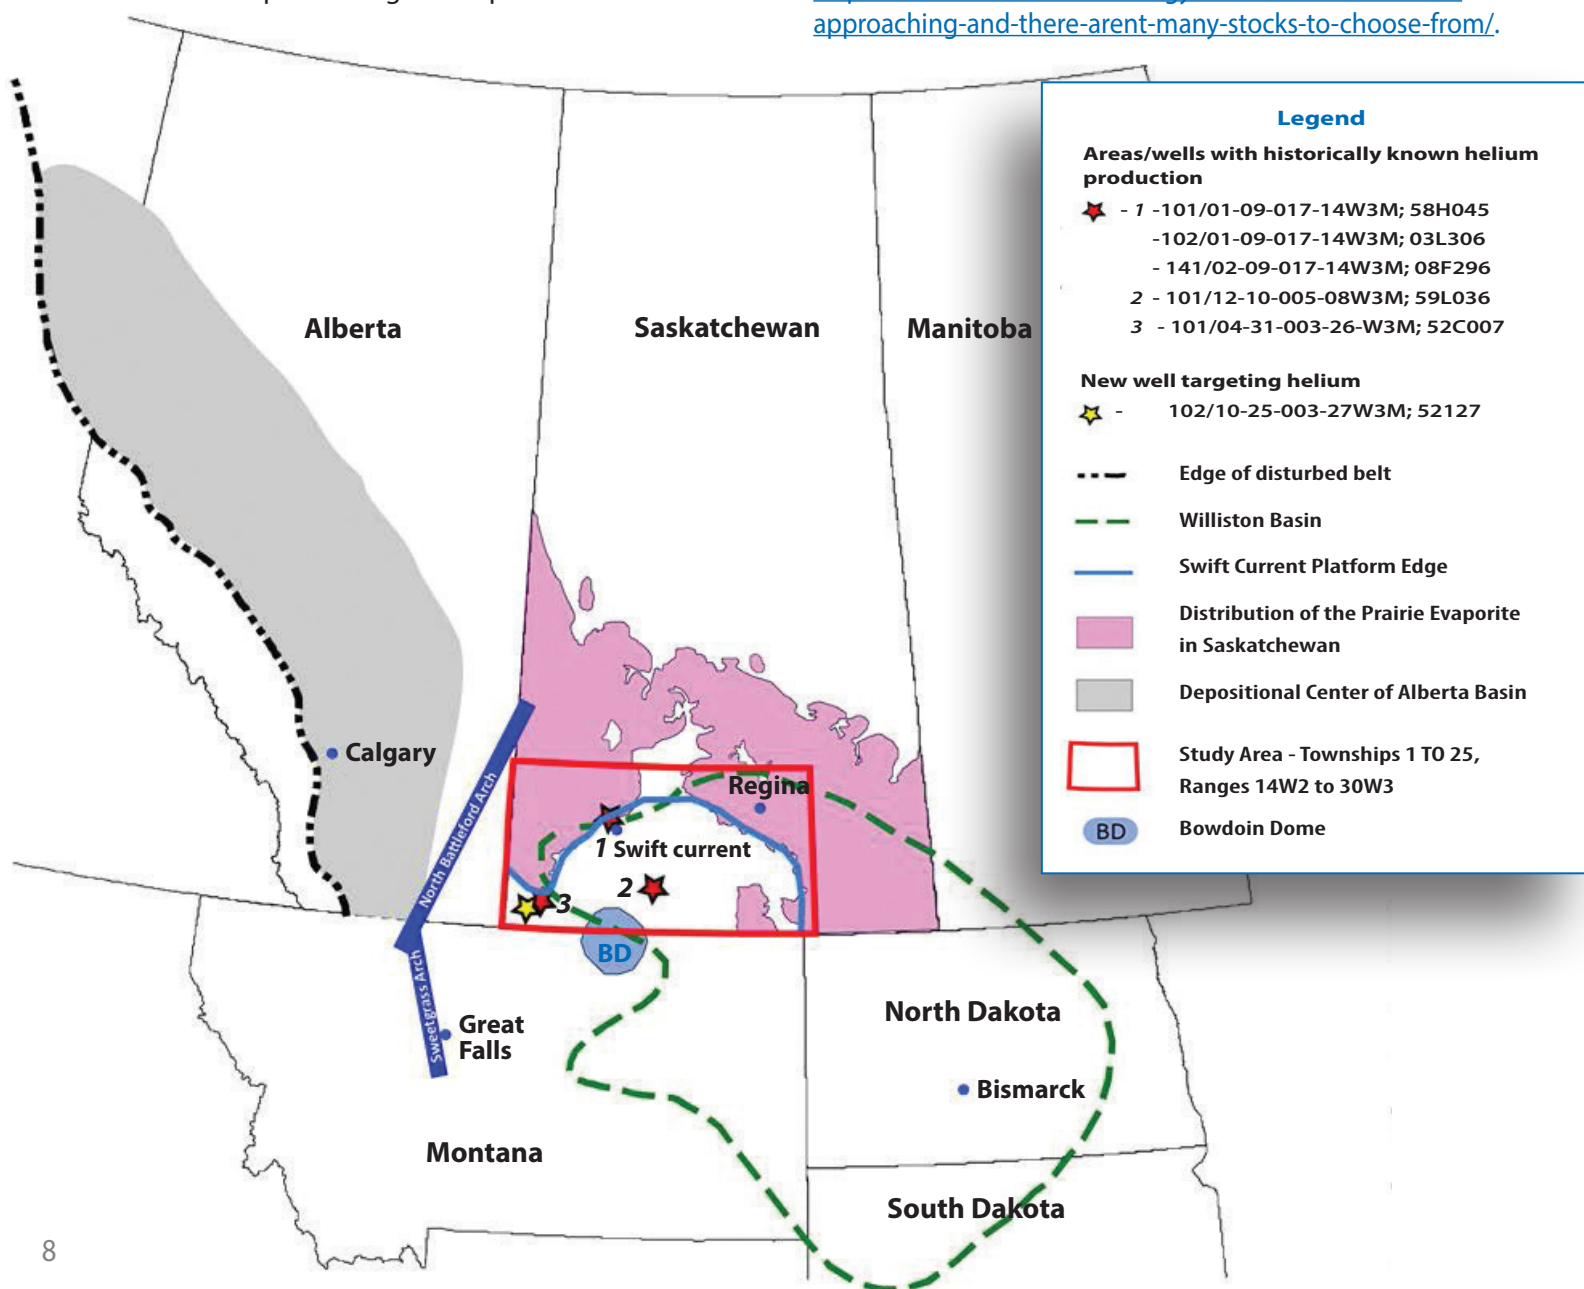 approaching-and-there-arent-many-stocks-to-choose-from/.
Legend
Areas/wells with historically known helium
production
- 1 -101/01-09-017-14W3M; 58H045
-102/01-09-017-14W3M; 03L306
- 141/02-09-017-14W3M; 08F296
2 - 101/12-10-005-08W3M; 59L036
3 - 101/04-31-003-26-W3M; 52C007
New well targeting helium
- 102/10-25-003-27W3M; 52127
Edge of disturbed belt
Williston Basin
Swift Current Platform Edge
Distribution of the Prairie Evaporite
in Saskatchewan
Depositional Center of Alberta Basin
Study Area - Townships 1 TO 25,
Ranges 14W2 to 30W3
BD Bowdoin Dome
Alberta
Saskatchewan
Manitoba
Calgary
North Battleford Arch
Regina
1 Swift current
2
3
BD
Sweetgrass Arch
Great
Falls
North Dakota
Bismarck
Montana
South Dakota
8